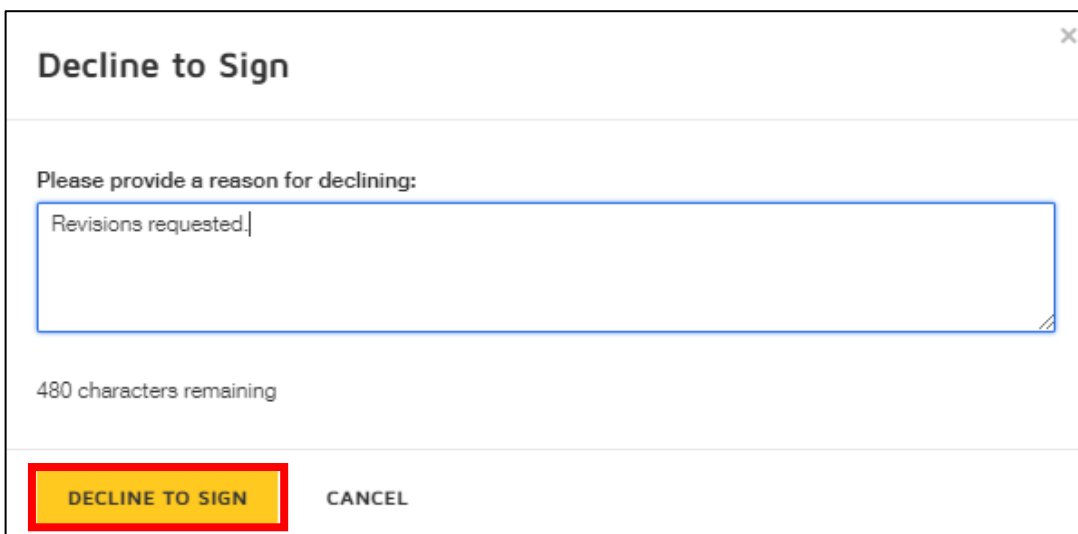 Decline to Sign
Please provide a reason for declining:
Revisions requested.
480 characters remaining
DECLINE TO SIGN CANCEL